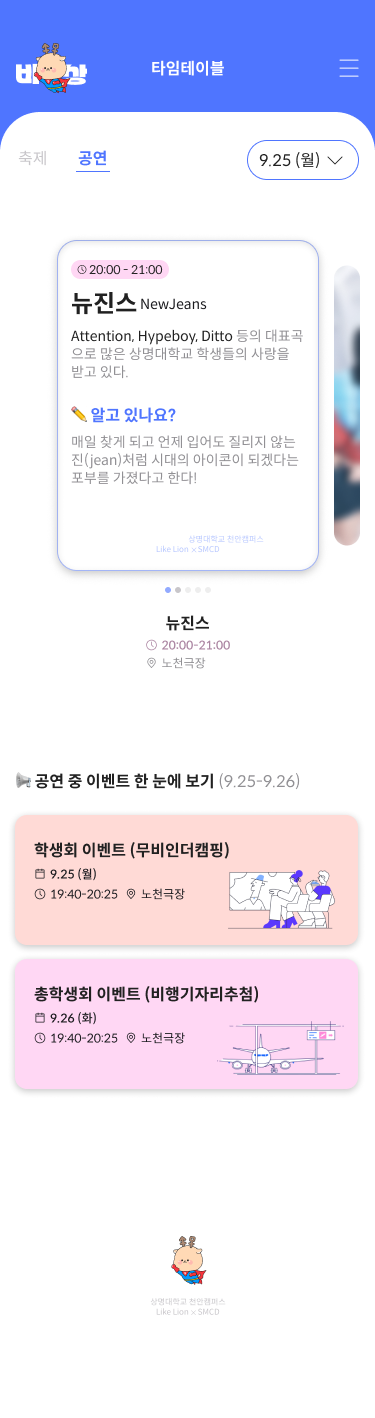 비상
타임테이블
축제 공연 9.25 (월)
20:00 - 21:00
뉴진스 NewJeans
Attention, Hypeboy, Ditto 등의 대표곡
으로 많은 상명대학교 학생들의 사랑을
받고 있다.
알고 있나요?
매일 찾게 되고 언제 입어도 질리지 않는
진(jean)처럼 시대의 아이콘이 되겠다는
포부를 가졌다고 한다!
상명대학교 천안캠퍼스
Like Lion × SMCD
뉴진스
20:00-21:00
노천극장
공연 중 이벤트 한 눈에 보기 (9.25-9.26)
학생회 이벤트 (무비인더캠핑)
9.25 (월)
19:40-20:25 노천극장
총학생회 이벤트 (비행기자리추첨)
9.26 (화)
19:40-20:25 노천극장
상명대학교 천안캠퍼스
Like Lion × SMCD